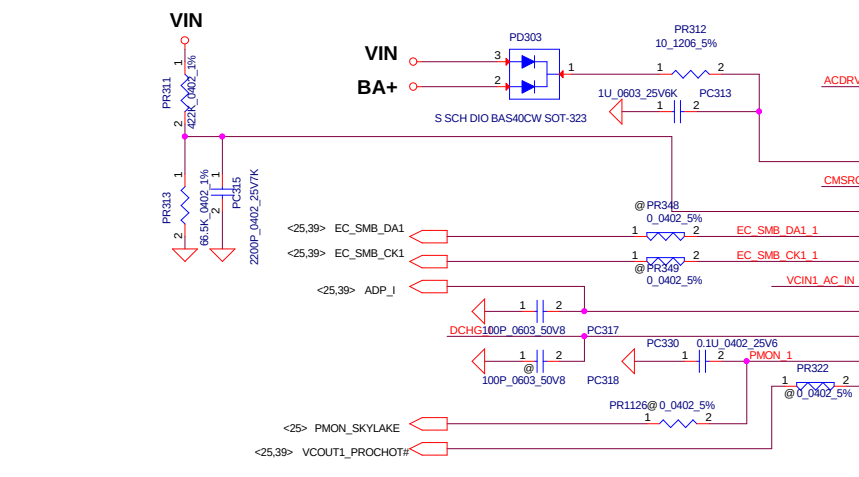 VIN
PD303
PR312
10_1206_5%
VIN
3
1
1
2
BA+
2
1
PR311
2
422K_0402_1%
1U_0603_25V6K
PC313
1
2
ACDRV
S SCH DIO BAS40CW SOT-323
1
PR313
2
66.5K_0402_1%
1
PC315
2
2200P_0402_25V7K
CMSRC
@
PR348
0_0402_5%
<25,39>
EC_SMB_DA1
1
2
EC_SMB_DA1_1
<25,39>
EC_SMB_CK1
1
2
EC_SMB_CK1_1
@
PR349
0_0402_5%
VCIN1_AC_IN
<25,39>
ADP_I
1
2
DCHG_I
100P_0603_50V8
PC317
PC330
0.1U_0402_25V6
1
2
PMON_1
1
2
@
100P_0603_50V8
PC318
PR322
1
2
@
0_0402_5%
PR1126
@
0_0402_5%
1
2
<25>
PMON_SKYLAKE
<25,39>
VCOUT1_PROCHOT#